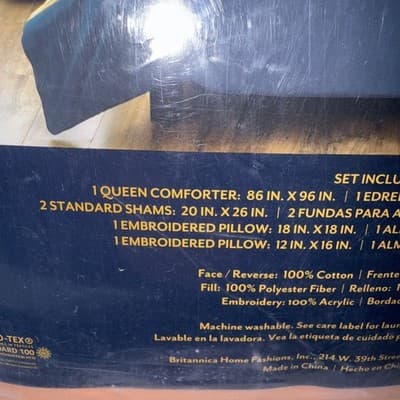 SET INCLU
1 QUEEN COMFORTER: 86 IN. X 96 IN. | 1 EDRE
2 STANDARD SHAMS: 20 IN. X 26 IN. | 2 FUNDAS PARA A
1 EMBROIDERED PILLOW: 18 IN. X 18 IN. | 1 AL
1 EMBROIDERED PILLOW: 12 IN. X 16 IN. | 1 ALM
Face / Reverse: 100% Cotton | Frente
Fill: 100% Polyester Fiber | Relleno: 1
Embroidery: 100% Acrylic | Borda
O-TEX®
ARD 100
Machine washable. See care label for laun
Lavable en la lavadora. Vea la etiqueta de cuidado p
Britannica Home Fashions, Inc., 214 W. 39th Stree
Made in China | Hecho en Chi